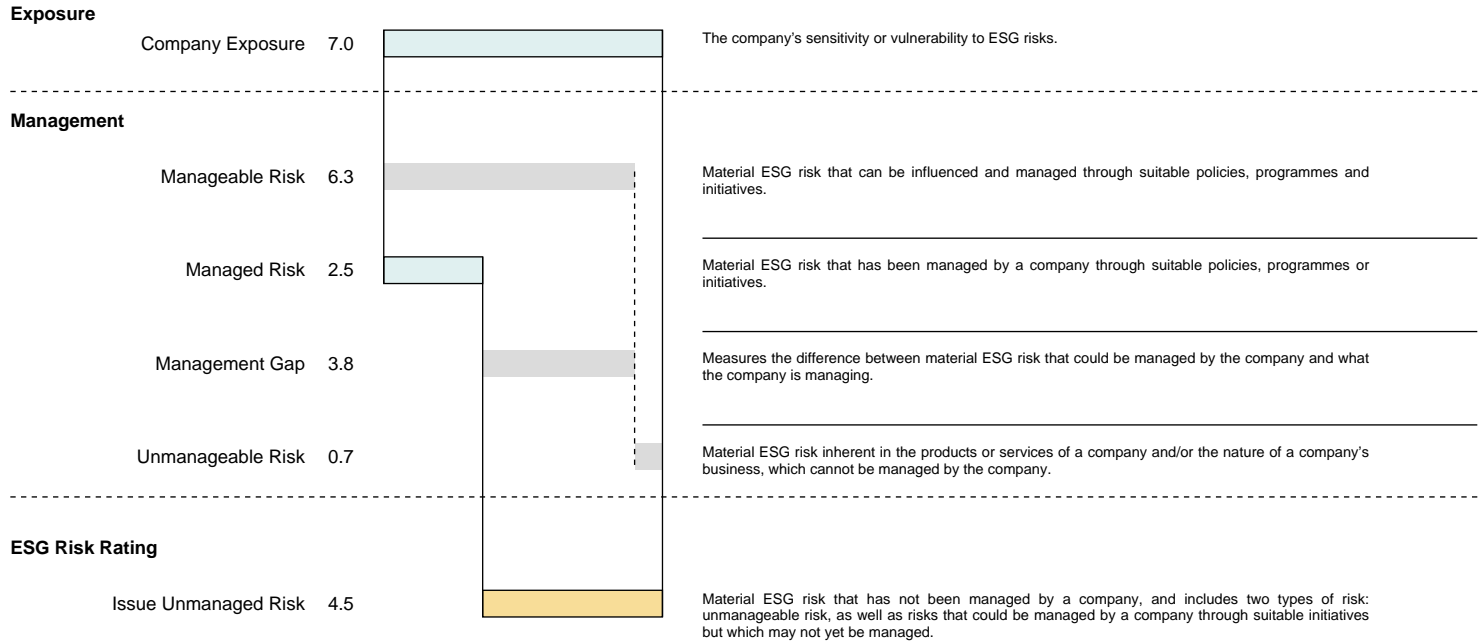 Exposure
Company Exposure 7.0
The company's sensitivity or vulnerability to ESG risks.
Management
Manageable Risk 6.3
Material ESG risk that can be influenced and managed through suitable policies, programmes and
initiatives.
Managed Risk 2.5
Material ESG risk that has been managed by a company through suitable policies, programmes or
initiatives.
Management Gap 3.8
Measures the difference between material ESG risk that could be managed by the company and what
the company is managing.
Unmanageable Risk 0.7
Material ESG risk inherent in the products or services of a company and/or the nature of a company's
business, which cannot be managed by the company.
ESG Risk Rating
Issue Unmanaged Risk 4.5
Material ESG risk that has not been managed by a company, and includes two types of risk:
unmanageable risk, as well as risks that could be managed by a company through suitable initiatives
but which may not yet be managed.